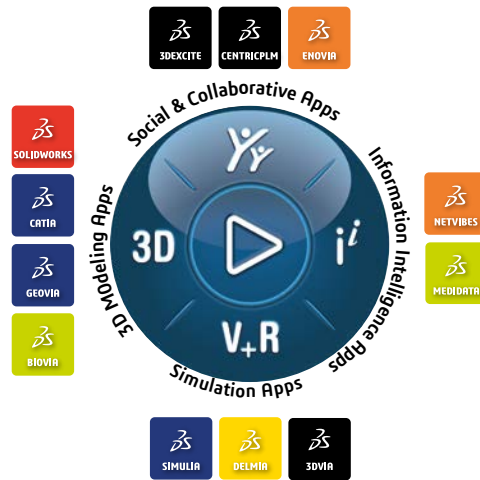 3DEXCITE
CENTRICPLM
ENOVIA
Social & Collaborative Apps
SOLIDWORKS
CATIA
GEOVIA
BIOVIA
3D Modeling Apps
3D
i i
V+R
Information Intelligence Apps
NETVIBES
MEDIDATA
Simulation Apps
SIMULIA
DELMIA
3DVIA